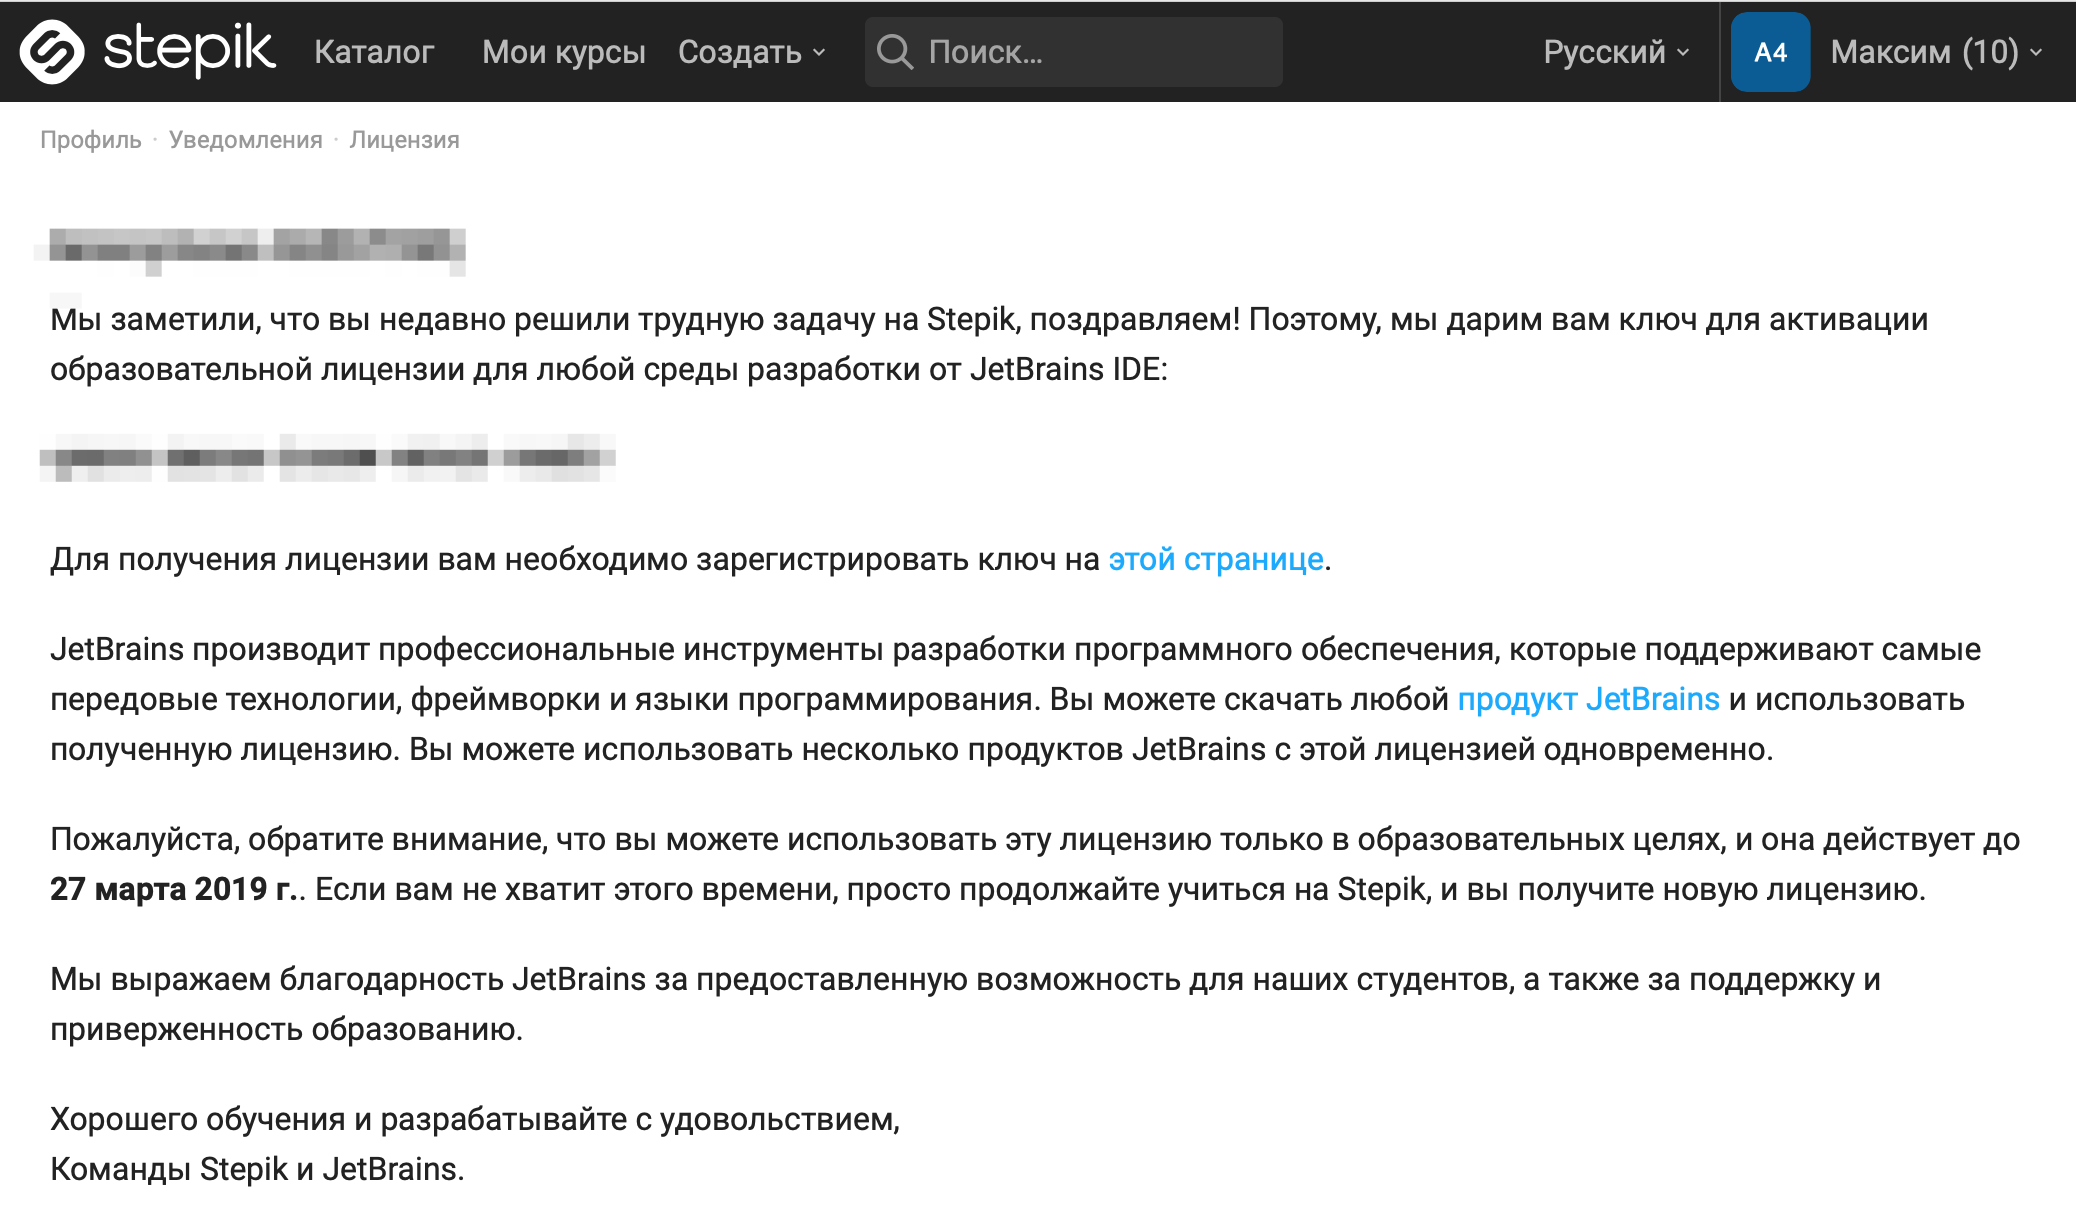 stepik Каталог Мои курсы Создать Поиск... Русский A4 Максим (10)
Профиль · Уведомления · Лицензия
Мы заметили, что вы недавно решили трудную задачу на Stepik, поздравляем! Поэтому, мы дарим вам ключ для активации
образовательной лицензии для любой среды разработки от JetBrains IDE:
Для получения лицензии вам необходимо зарегистрировать ключ на этой странице.
JetBrains производит профессиональные инструменты разработки программного обеспечения, которые поддерживают самые
передовые технологии, фреймворки и языки программирования. Вы можете скачать любой продукт JetBrains и использовать
полученную лицензию. Вы можете использовать несколько продуктов JetBrains с этой лицензией одновременно.
Пожалуйста, обратите внимание, что вы можете использовать эту лицензию только в образовательных целях, и она действует до
27 марта 2019 г.. Если вам не хватит этого времени, просто продолжайте учиться на Stepik, и вы получите новую лицензию.
Мы выражаем благодарность JetBrains за предоставленную возможность для наших студентов, а также за поддержку и
приверженность образованию.
Хорошего обучения и разрабатывайте с удовольствием,
Команды Stepik и JetBrains.